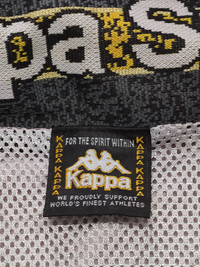 paS
FOR THE SPIRIT WITHIN.
KAPPA KAPPA
KAPPA KAPPA
Kappa
WE PROUDLY SUPPORT
WORLD'S FINEST ATHLETES